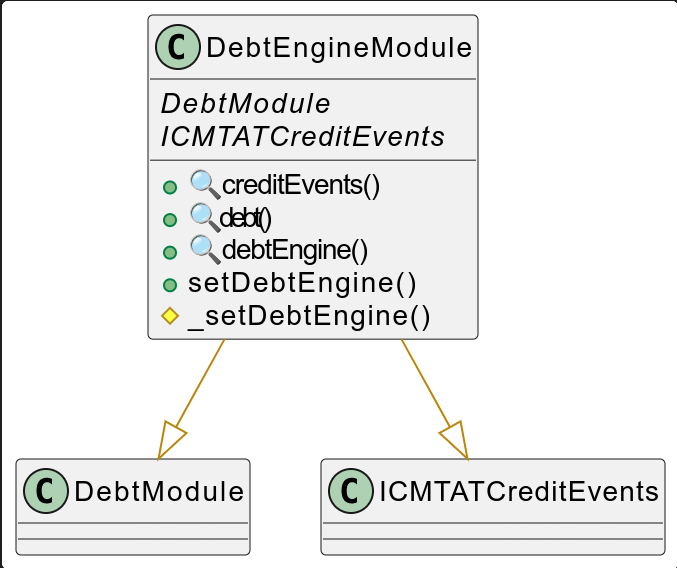 C DebtEngineModule
DebtModule
ICMTATCreditEvents
creditEvents()
debt()
debtEngine()
setDebtEngine()
_setDebtEngine()
C DebtModule
C ICMTATCreditEvents